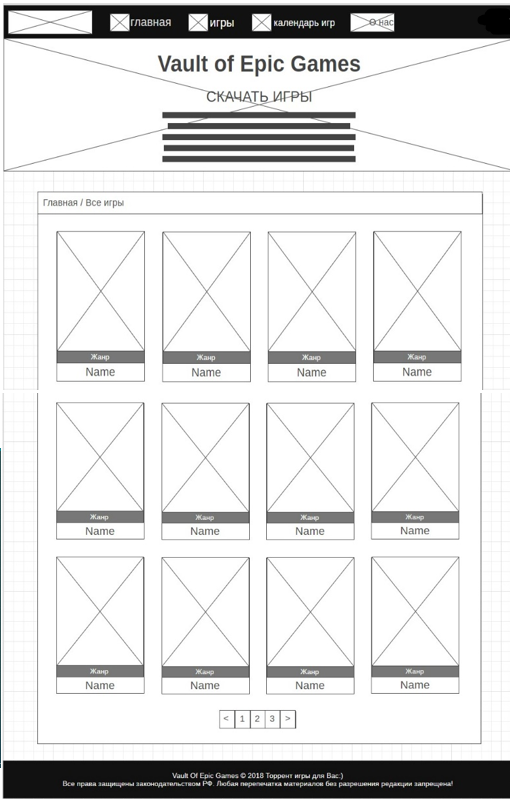 главная игры календарь игр О нас
Vault of Epic Games
СКАЧАТЬ ИГРЫ
Главная / Все игры
Жанр Жанр Жанр Жанр
Name Name Name Name
Жанр Жанр Жанр Жанр
Name Name Name Name
Жанр Жанр Жанр Жанр
Name Name Name Name
< 1 2 3 >
Vault Of Epic Games © 2018 Торрент игры для Вас:)
Все права защищены законодательством РФ. Любая перепечатка материалов без разрешения редакции запрещена!